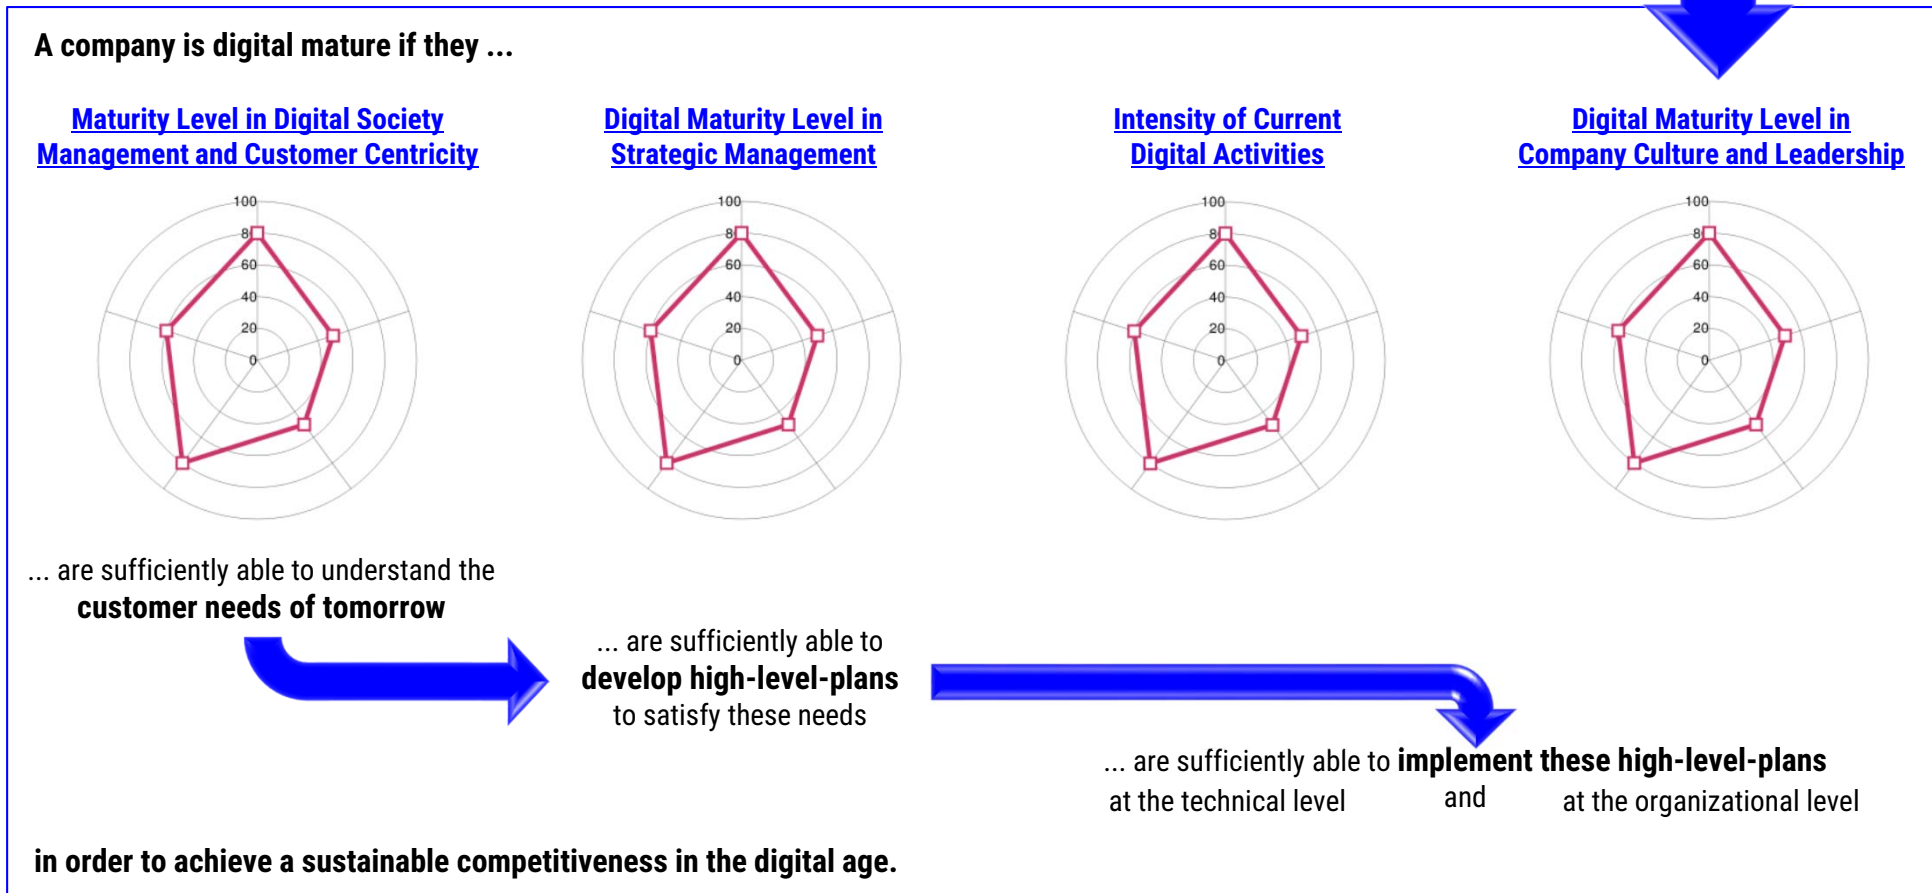 A company is digital mature if they ...
Maturity Level in Digital Society
Management and Customer Centricity
Digital Maturity Level in
Strategic Management
Intensity of Current
Digital Activities
Digital Maturity Level in
Company Culture and Leadership
100
8
60
40
20
0
100
8
60
40
20
0
100
8
60
40
20
0
100
8
60
40
20
0
... are sufficiently able to understand the
customer needs of tomorrow
... are sufficiently able to
develop high-level-plans
to satisfy these needs
... are sufficiently able to implement these high-level-plans
at the technical level and at the organizational level
in order to achieve a sustainable competitiveness in the digital age.